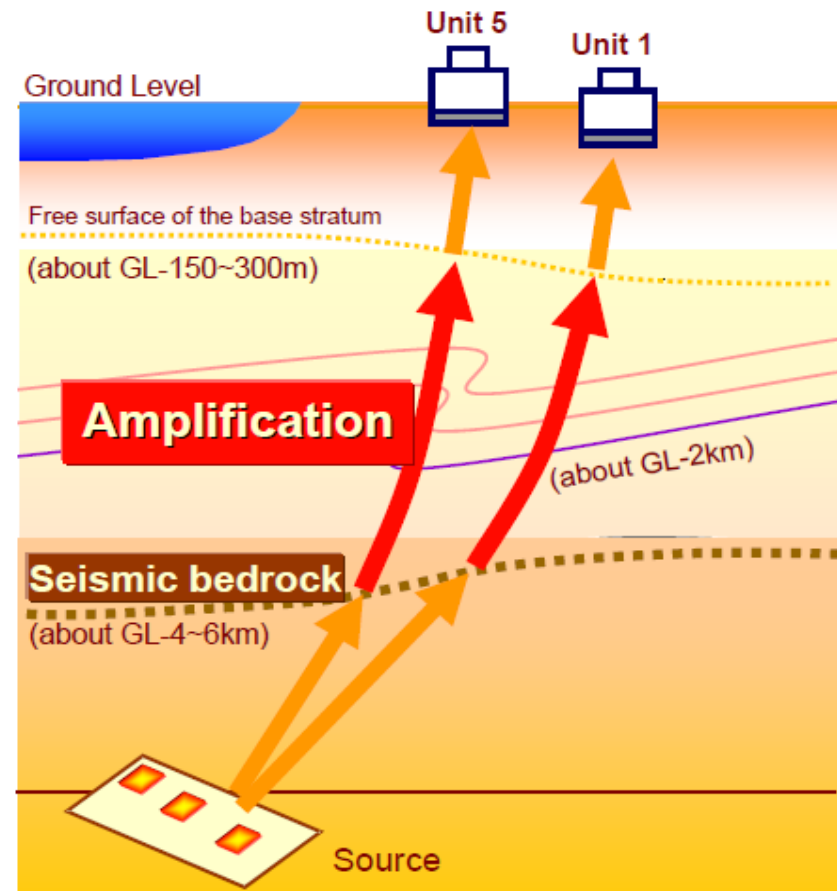 Unit 5
Unit 1
Ground Level
Free surface of the base stratum
(about GL-150~300m)
Amplification
(about GL-2km)
Seismic bedrock
(about GL-4~6km)
Source